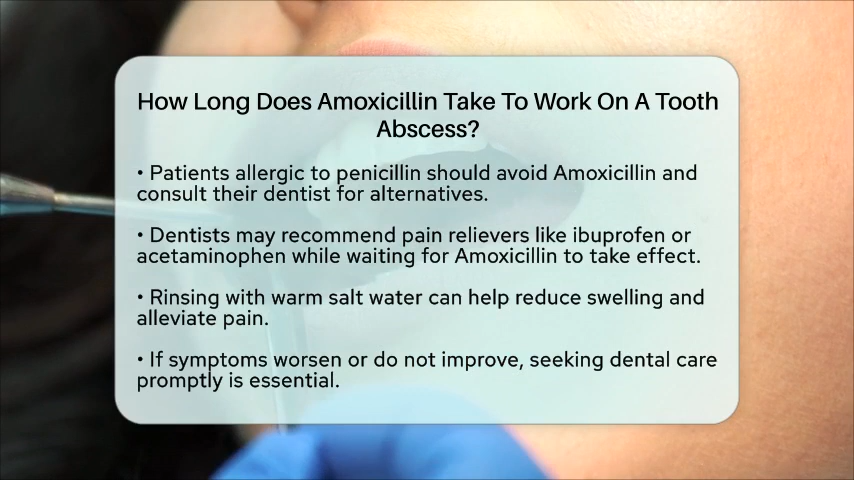 How Long Does Amoxicillin Take To Work On A Tooth
Abscess?
• Patients allergic to penicillin should avoid Amoxicillin and
consult their dentist for alternatives.
• Dentists may recommend pain relievers like ibuprofen or
acetaminophen while waiting for Amoxicillin to take effect.
• Rinsing with warm salt water can help reduce swelling and
alleviate pain.
• If symptoms worsen or do not improve, seeking dental care
promptly is essential.